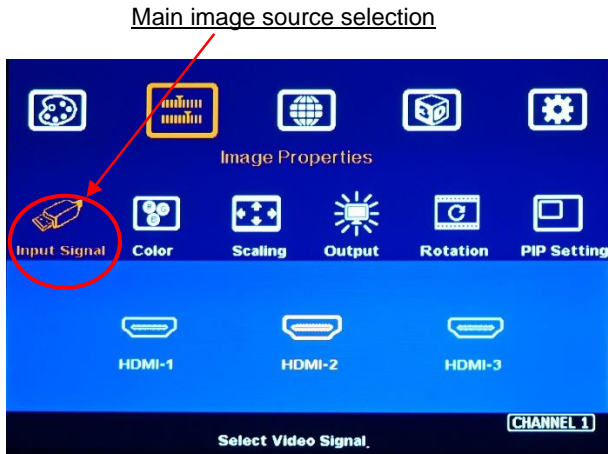 Main image source selection
3D
Image Properties
R G B
Input Signal Color Scaling Output Rotation PIP Setting
HDMI-1 HDMI-2 HDMI-3
CHANNEL 1
Select Video Signal.